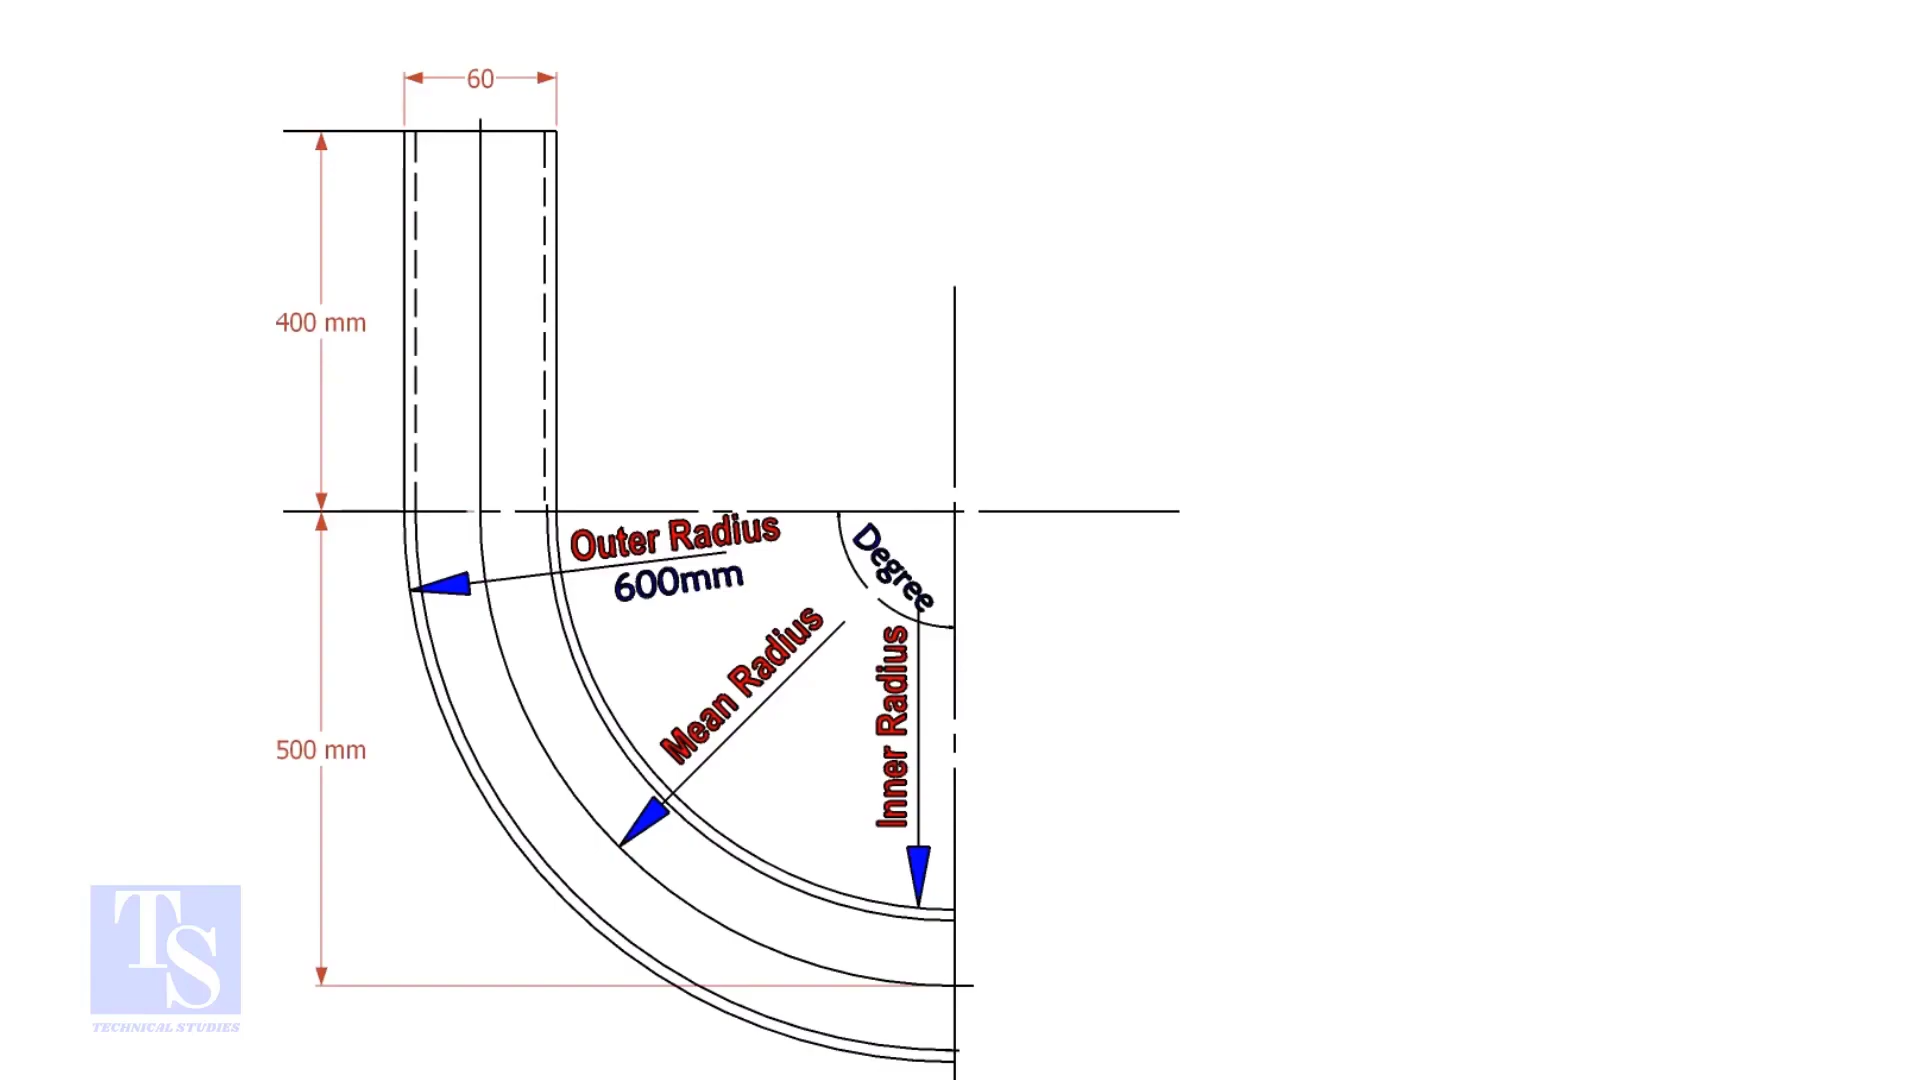 60
400 mm
Outer Radius
600mm
Degree
Mean Radius
Inner Radius
500 mm
TS
TECHNICAL STUDIES